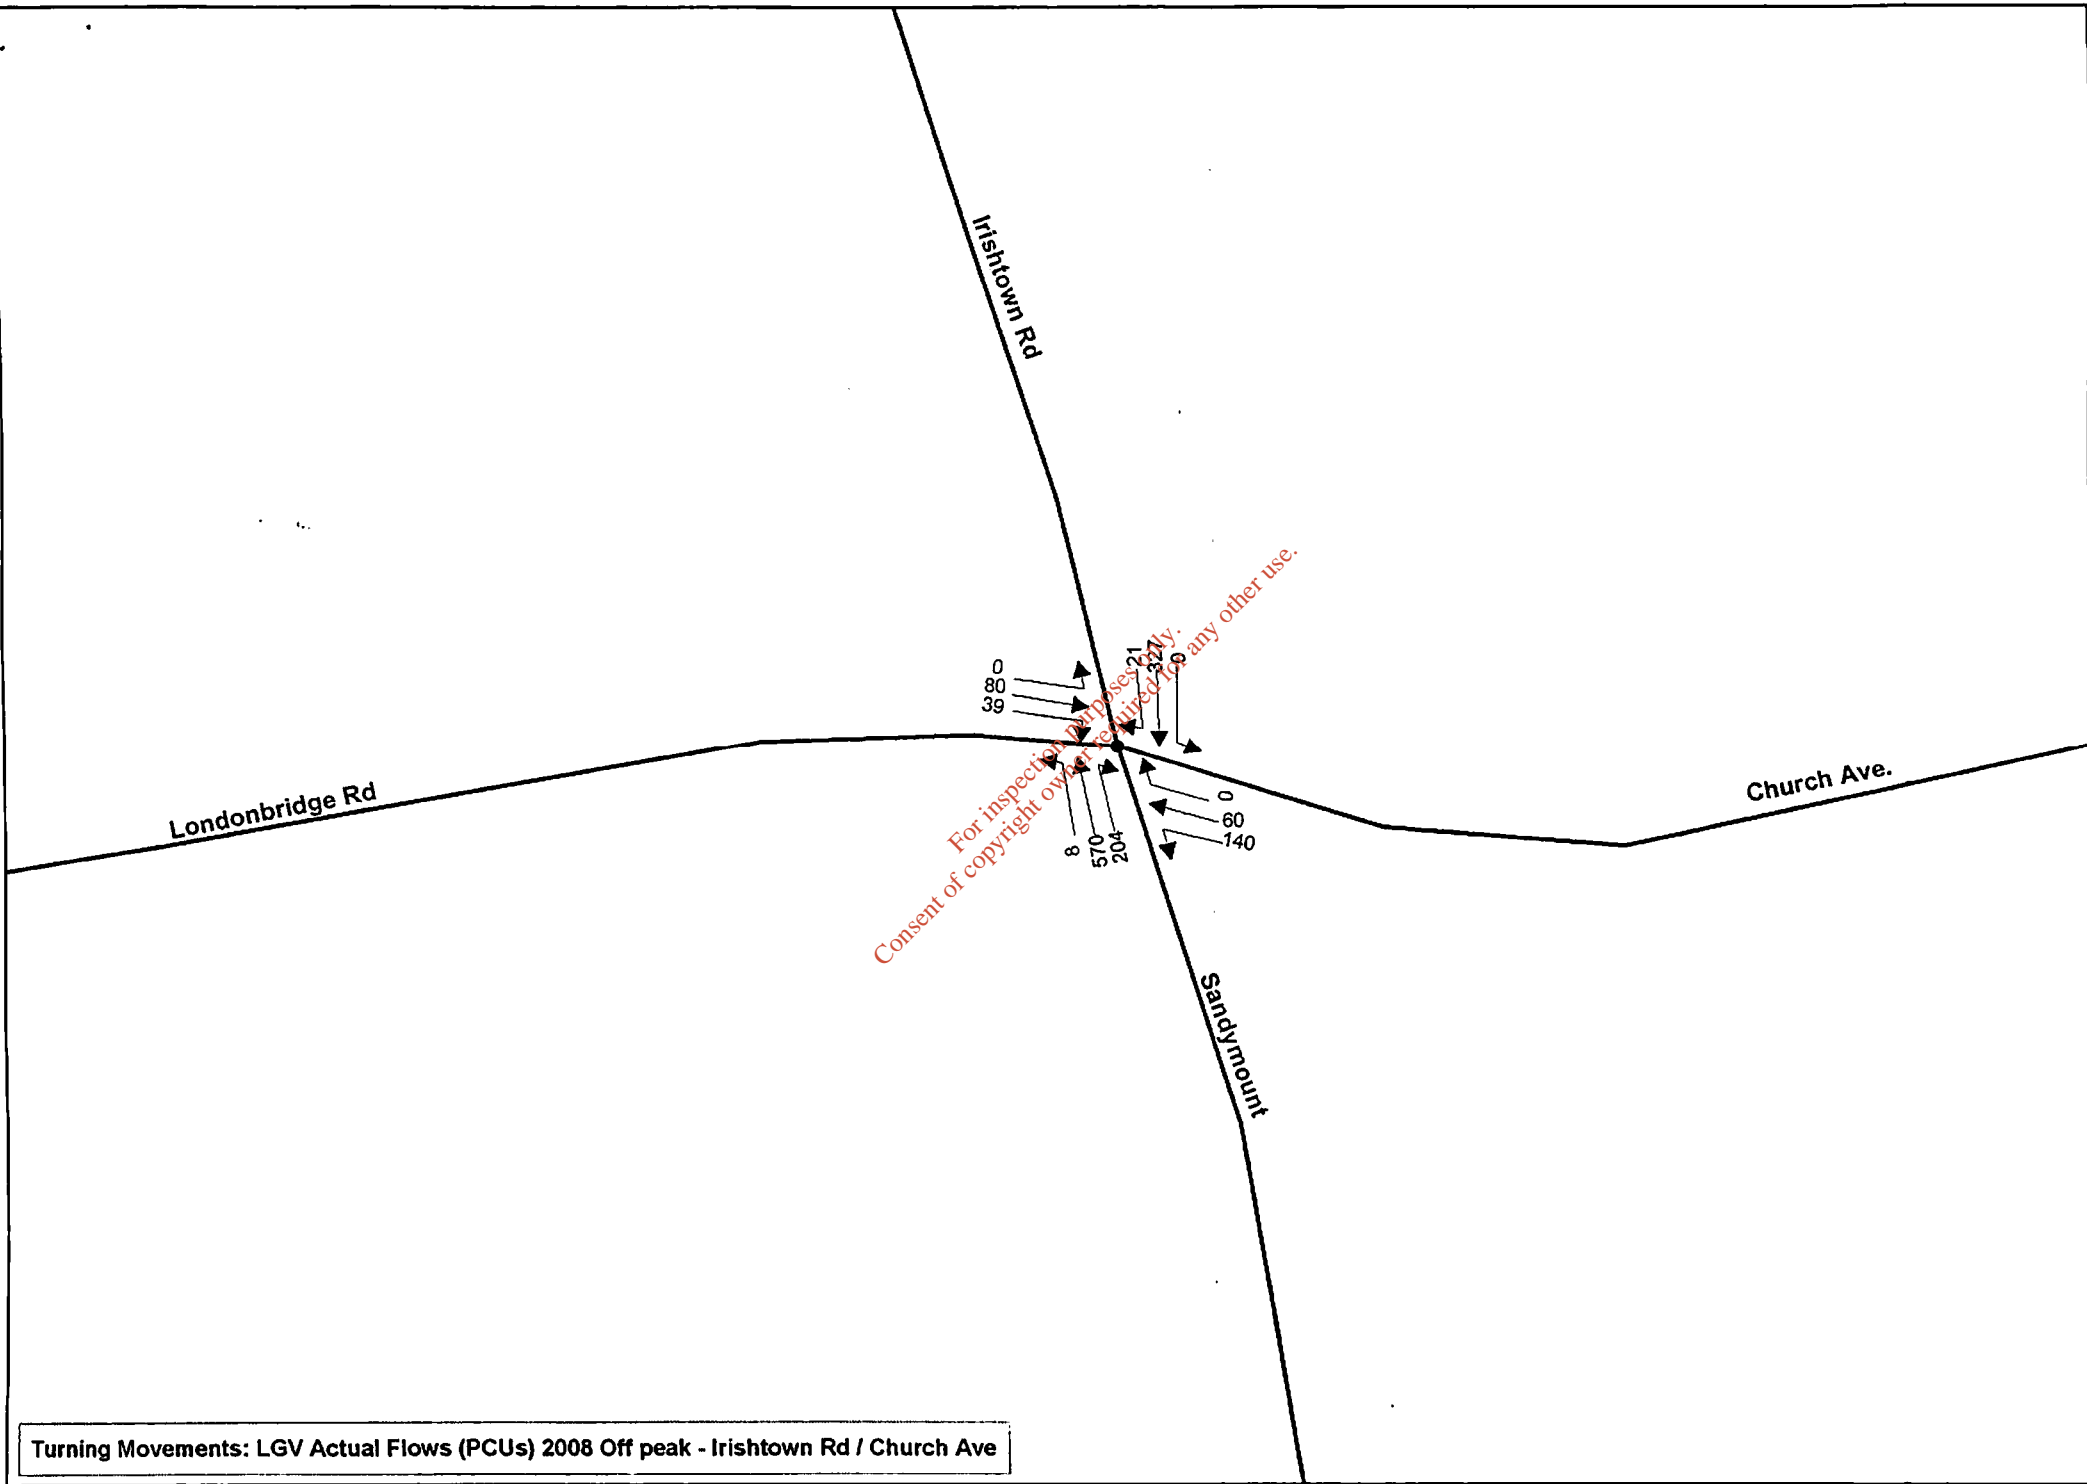 Irishtown Rd
0
80
39
21
321
0
Londonbridge Rd
Church Ave.
8
570
204
0
60
140
Sandymount
For inspection purposes only.
Consent of copyright owner required for any other use.
Turning Movements: LGV Actual Flows (PCUs) 2008 Off peak - Irishtown Rd / Church Ave